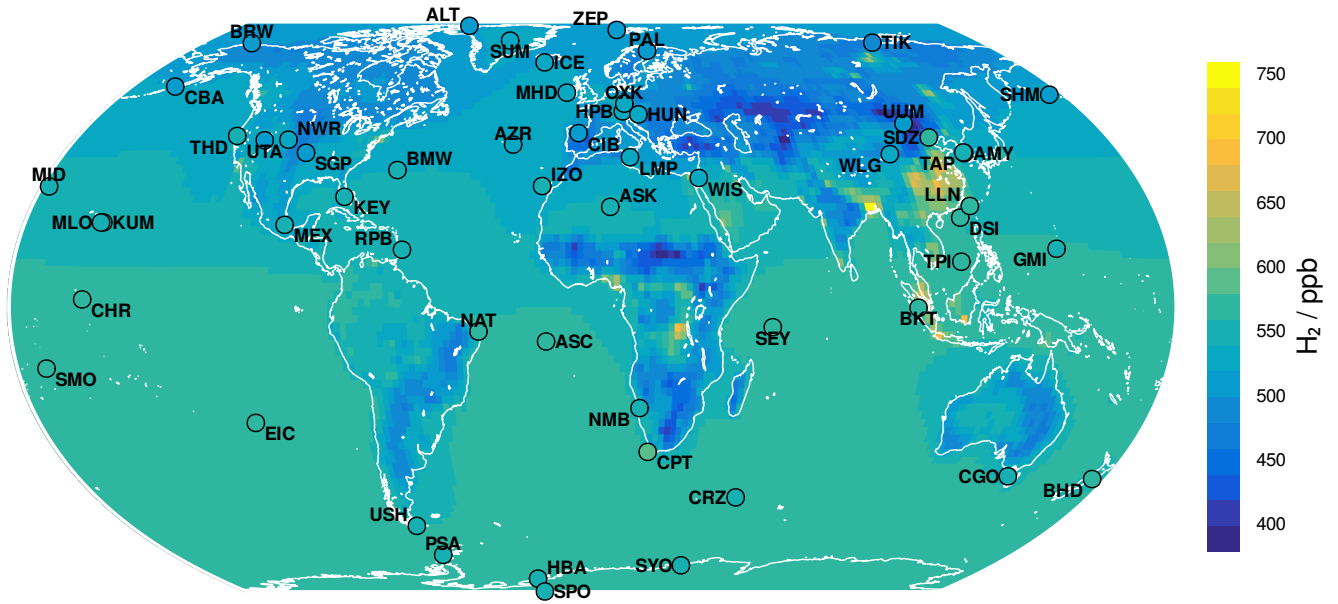 ALT
ZEP
BRW
SUM
PAL
TIK
ICE
CBA
MHD
OXK
SHM
HPB
HUN
UUM
THD
UTA
NWR
AZR
CIB
SDZ
SGP
BMW
LMP
WLG
TAP
AMY
MID
IZO
WIS
KEY
ASK
LLN
MLO
KUM
MEX
RPB
DSI
TPI
GMI
CHR
NAT
BKT
ASC
SEY
SMO
EIC
NMB
CPT
CGO
BHD
CRZ
USH
PSA
HBA
SYO
SPO
750
700
650
600
550
500
450
400
H₂ / ppb